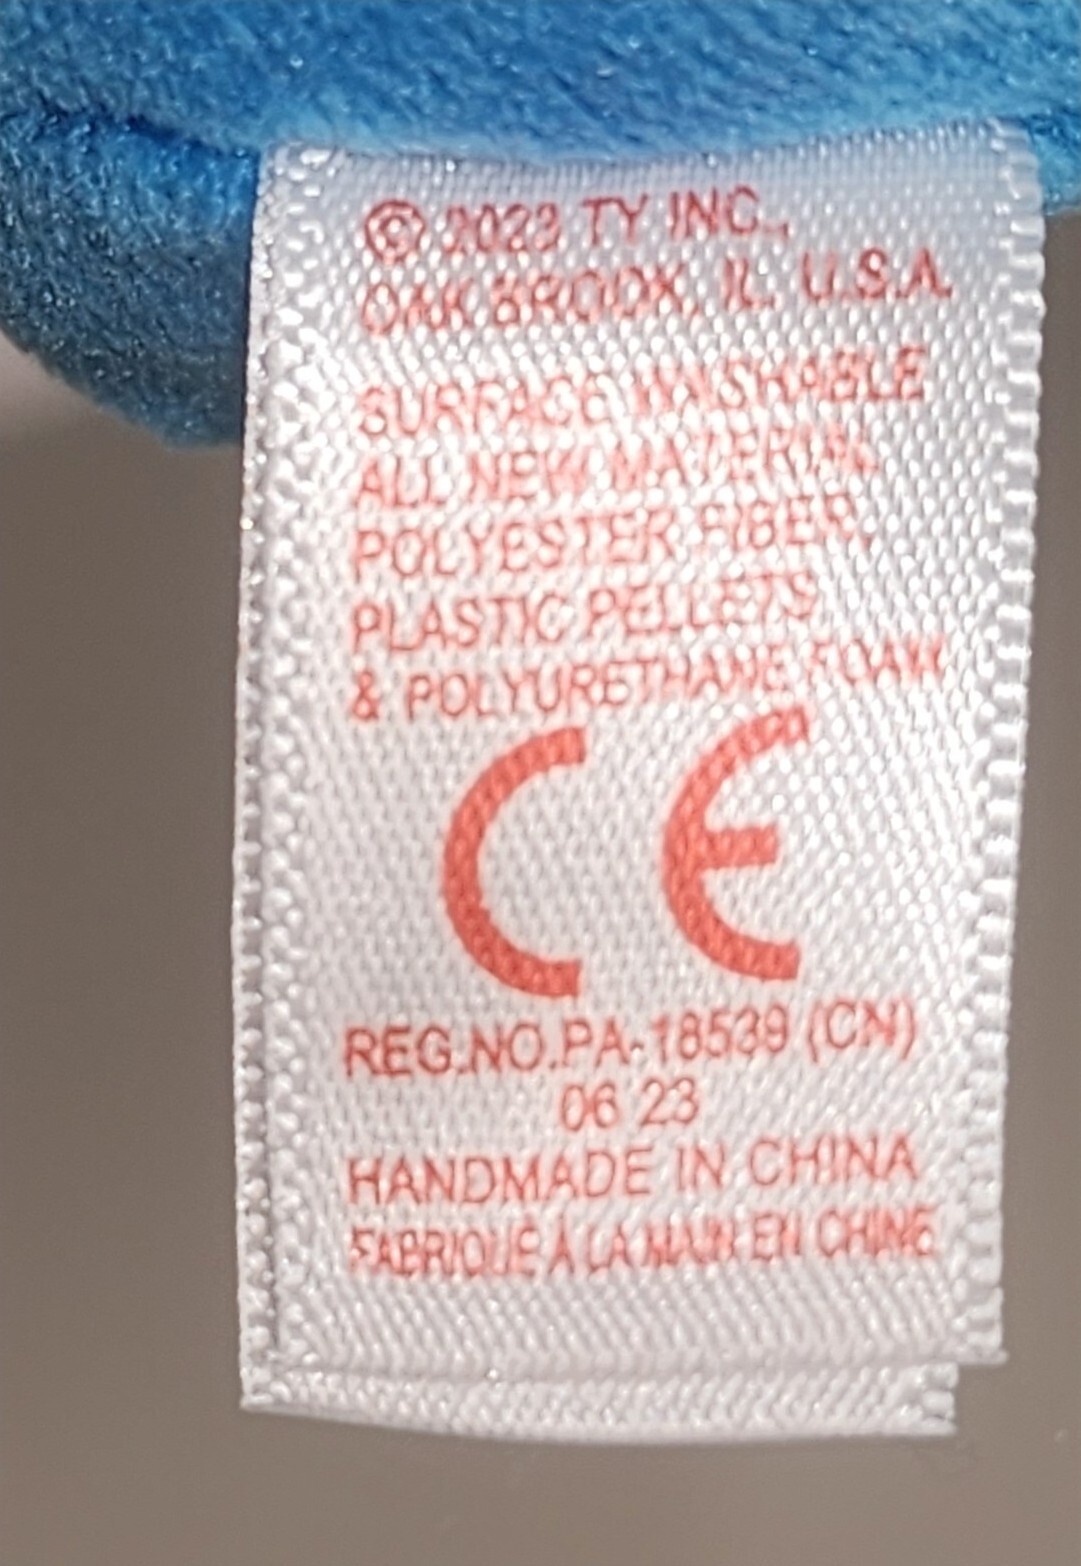 © 2023 TY INC.,
OAK BROOK, IL. U.S.A.
SURFACE WASHABLE
ALL NEW MATERIAL
POLYESTER FIBER,
PLASTIC PELLETS
& POLYURETHANE FOAM
CE
REG.NO.PA-18539 (CN)
06 23
HANDMADE IN CHINA
FABRIQUÉ À LA MAIN EN CHINE